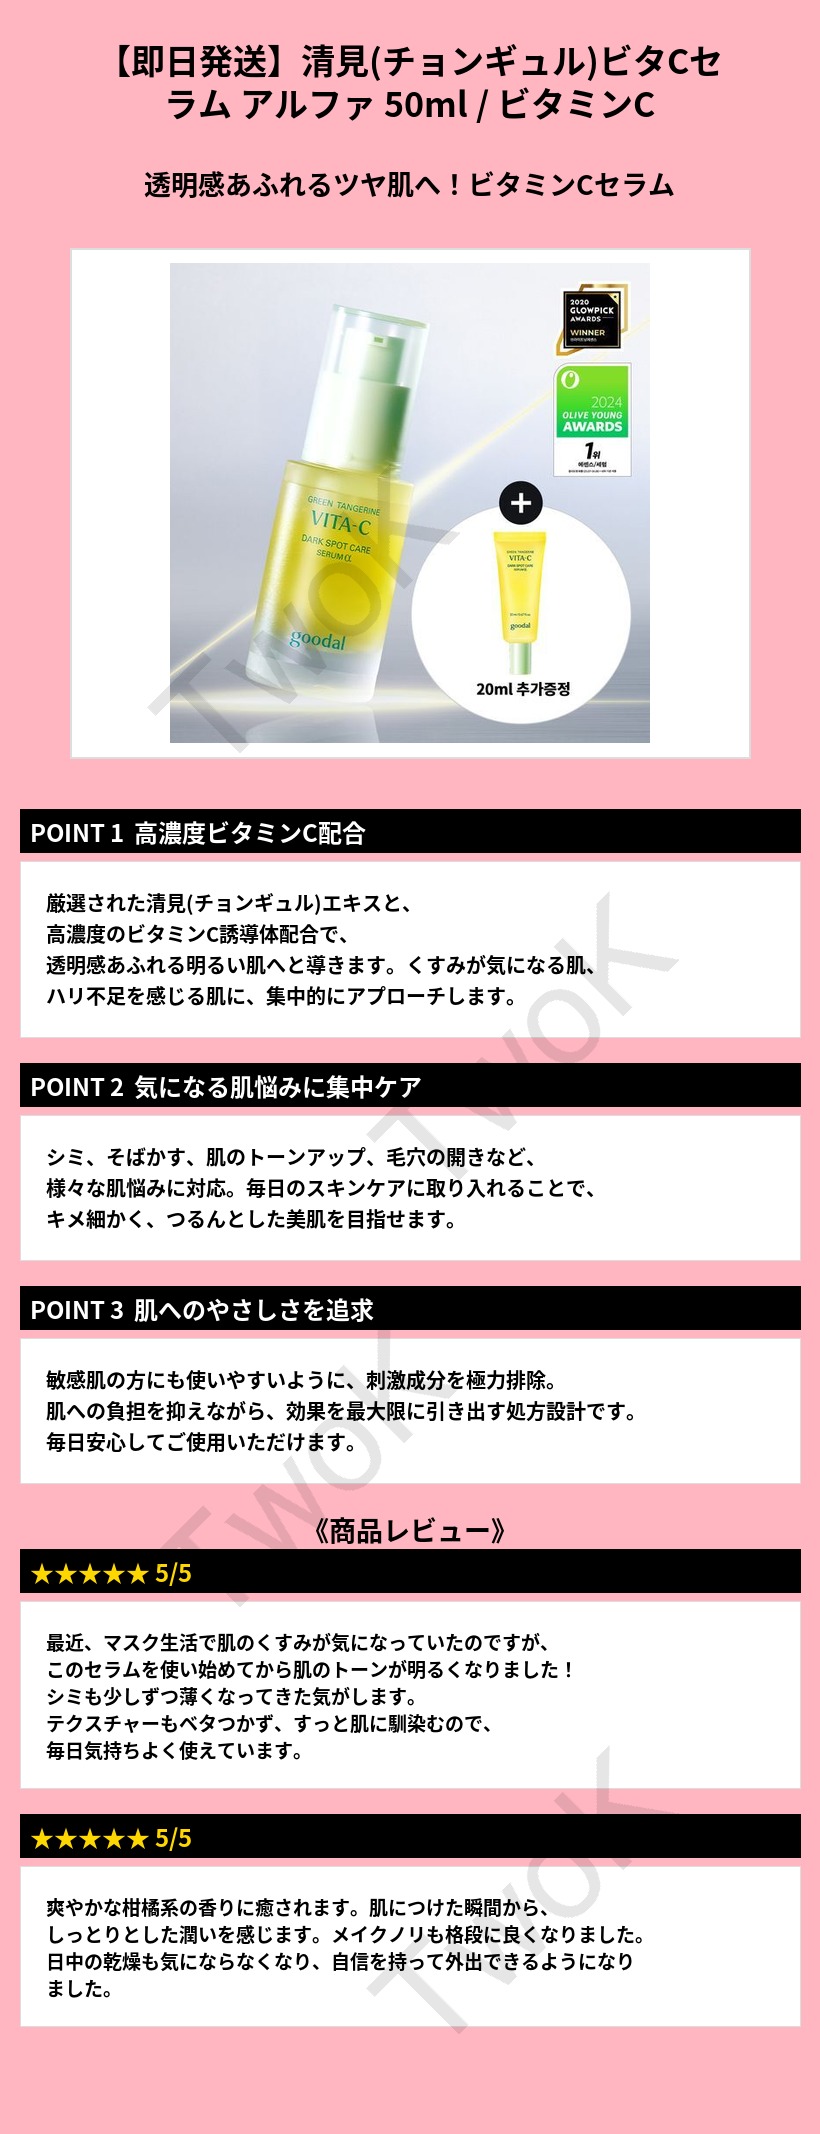 【即日発送】清見(チョンギュル)ビタCセ
ラム アルファ 50ml / ビタミンC
透明感あふれるツヤ肌へ！ビタミンCセラム
2020
GLOWPICK
AWARDS
WINNER
2024
OLIVE YOUNG
AWARDS
1위
에센스/세럼
GREEN TANGERINE
VITA-C
DARK SPOT CARE
SERUM α
goodal
+
GREEN TANGERINE
VITA-C
DARK SPOT CARE
SERUM α
goodal
20ml 추가증정
TwoK
POINT 1 高濃度ビタミンC配合
厳選された清見(チョンギュル)エキスと、
高濃度のビタミンC誘導体配合で、
透明感あふれる明るい肌へと導きます。くすみが気になる肌、
ハリ不足を感じる肌に、集中的にアプローチします。
TwoK
POINT 2 気になる肌悩みに集中ケア
シミ、そばかす、肌のトーンアップ、毛穴の開きなど、
様々な肌悩みに対応。毎日のスキンケアに取り入れることで、
キメ細かく、つるんとした美肌を目指せます。
POINT 3 肌へのやさしさを追求
敏感肌の方にも使いやすいように、刺激成分を極力排除。
肌への負担を抑えながら、効果を最大限に引き出す処方設計です。
毎日安心してご使用いただけます。
TwoK
《商品レビュー》
★★★★★ 5/5
最近、マスク生活で肌のくすみが気になっていたのですが、
このセラムを使い始めてから肌のトーンが明るくなりました！
シミも少しずつ薄くなってきた気がします。
テクスチャーもベタつかず、すっと肌に馴染むので、
毎日気持ちよく使えています。
★★★★★ 5/5
爽やかな柑橘系の香りに癒されます。肌につけた瞬間から、
しっとりとした潤いを感じます。メイクノリも格段に良くなりました。
日中の乾燥も気にならなくなり、自信を持って外出できるようになり
ました。
TwoK